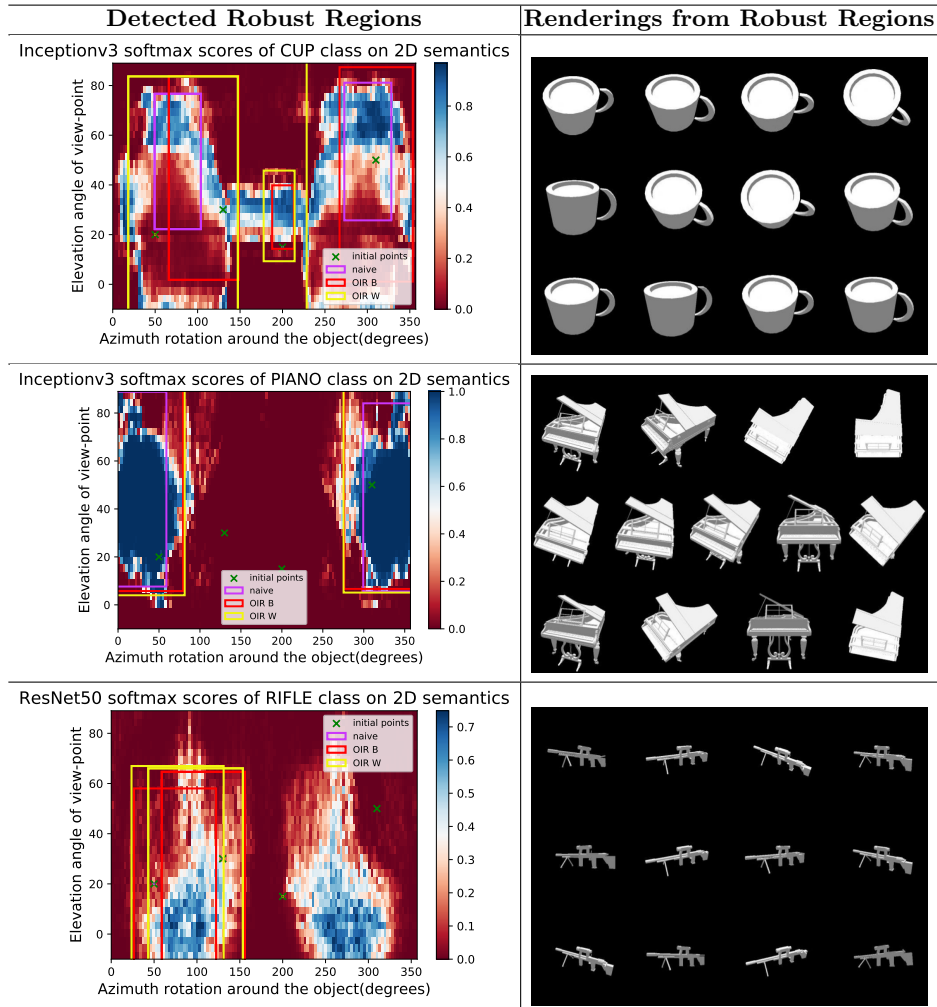 Detected Robust Regions
Renderings from Robust Regions
Inceptionv3 softmax scores of CUP class on 2D semantics
Elevation angle of view-point
80
60
40
20
0
0 50 100 150 200 250 300 350
Azimuth rotation around the object(degrees)
initial points
naive
OIR B
OIR W
0.8
0.6
0.4
0.2
0.0
Inceptionv3 softmax scores of PIANO class on 2D semantics
Elevation angle of view-point
80
60
40
20
0
0 50 100 150 200 250 300 350
Azimuth rotation around the object(degrees)
initial points
naive
OIR B
OIR W
1.0
0.8
0.6
0.4
0.2
0.0
ResNet50 softmax scores of RIFLE class on 2D semantics
Elevation angle of view-point
80
60
40
20
0
0 50 100 150 200 250 300 350
Azimuth rotation around the object(degrees)
initial points
naive
OIR B
OIR W
0.7
0.6
0.5
0.4
0.3
0.2
0.1
0.0